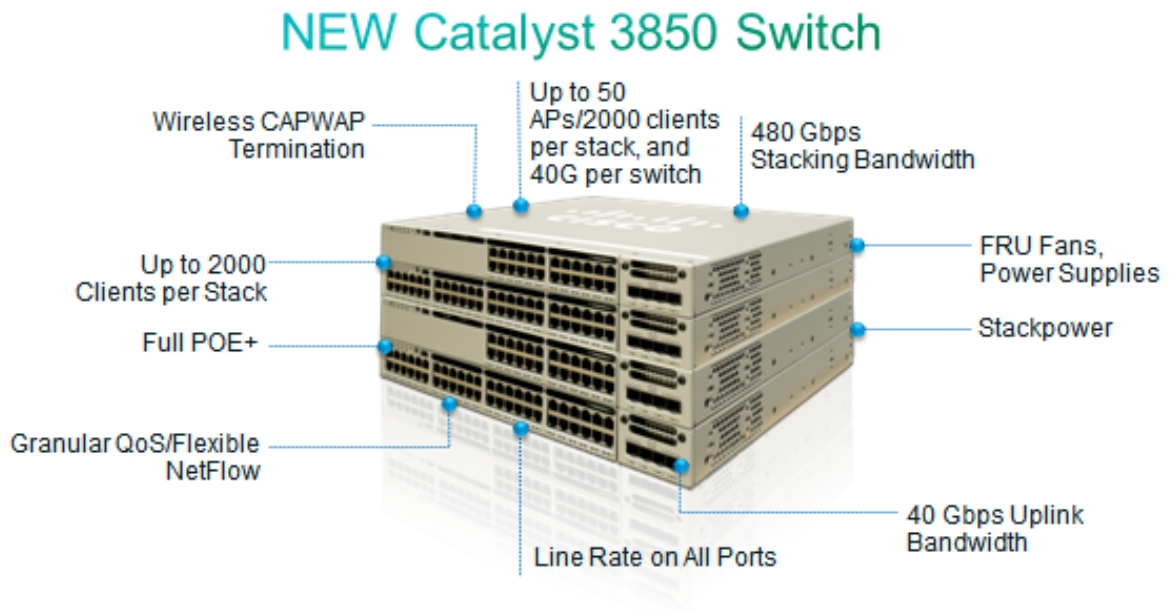 NEW Catalyst 3850 Switch
Wireless CAPWAP
Termination
Up to 50
APs/2000 clients
per stack, and
40G per switch
480 Gbps
Stacking Bandwidth
Up to 2000
Clients per Stack
FRU Fans,
Power Supplies
Full POE+
Stackpower
Granular QoS/Flexible
NetFlow
Line Rate on All Ports
40 Gbps Uplink
Bandwidth
CISCO